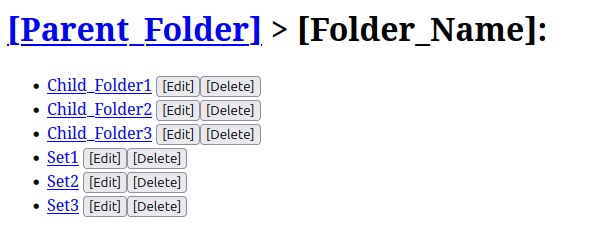 [Parent_Folder] > [Folder_Name]:
Child_Folder1 [Edit] [Delete]
Child_Folder2 [Edit] [Delete]
Child_Folder3 [Edit] [Delete]
Set1 [Edit] [Delete]
Set2 [Edit] [Delete]
Set3 [Edit] [Delete]